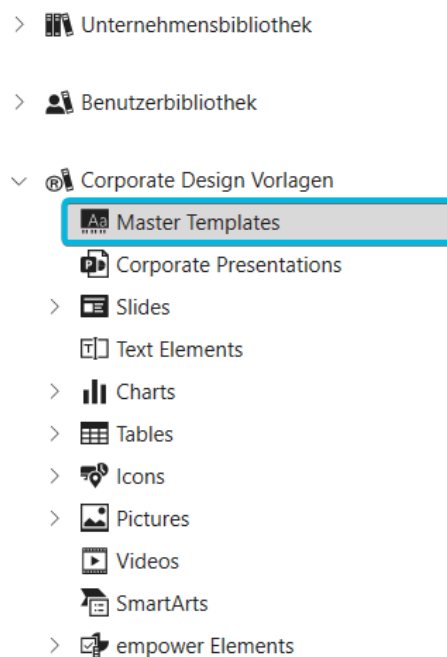 Unternehmensbibliothek
Benutzerbibliothek
Corporate Design Vorlagen
Master Templates
Corporate Presentations
Slides
Text Elements
Charts
Tables
Icons
Pictures
Videos
SmartArts
empower Elements